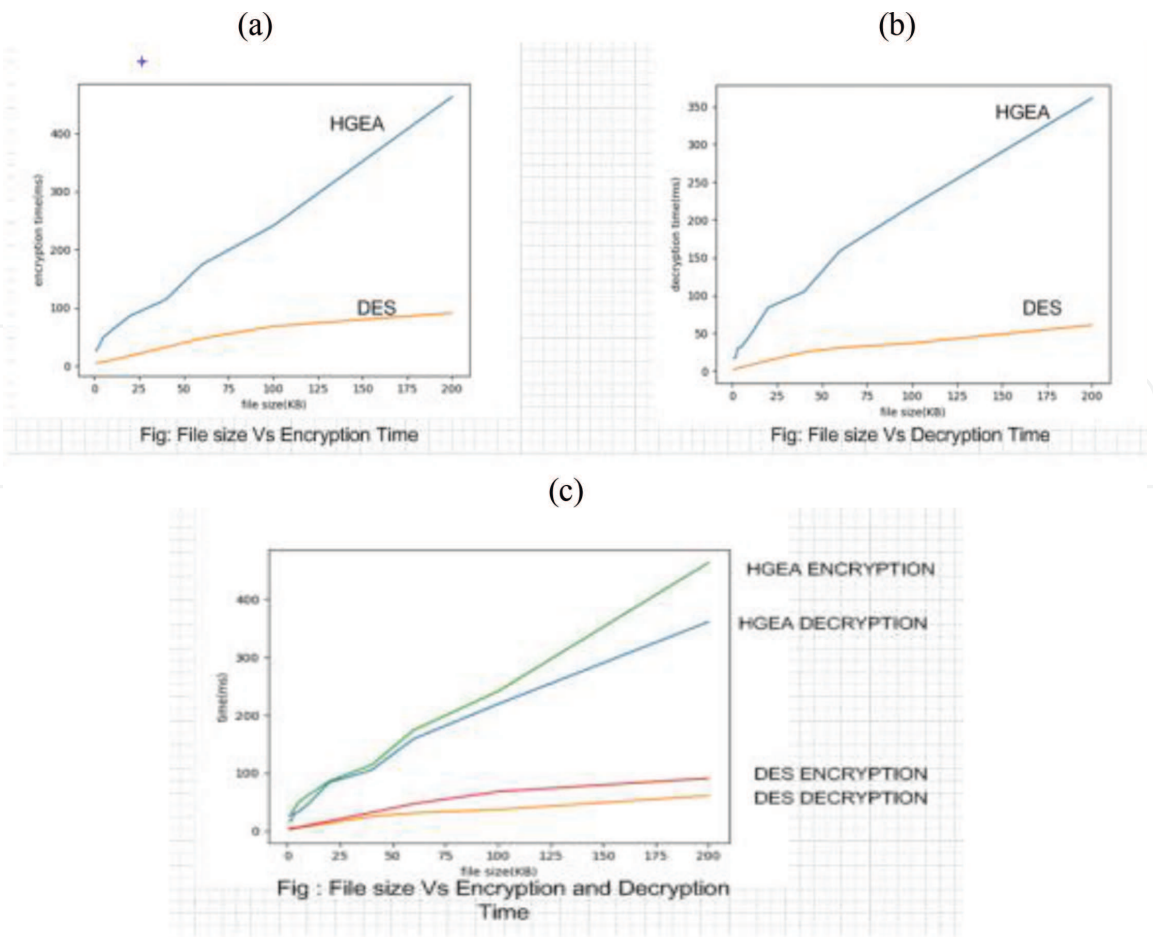 (a)
HGEA
DES
encryption time(ms)
400
300
200
100
0
0 25 50 75 100 125 150 175 200
file size(KB)
Fig: File size Vs Encryption Time
(b)
HGEA
DES
decryption time(ms)
350
300
250
200
150
100
50
0
0 25 50 75 100 125 150 175 200
file size(KB)
Fig: File size Vs Decryption Time
(c)
HGEA ENCRYPTION
HGEA DECRYPTION
DES ENCRYPTION
DES DECRYPTION
time(ms)
400
300
200
100
0
0 25 50 75 100 125 150 175 200
file size(KB)
Fig : File size Vs Encryption and Decryption
Time